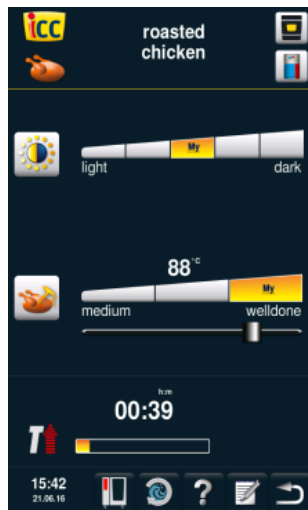 icc
roasted
chicken
My
light
dark
88°C
My
medium
welldone
h:m
00:39
T
15:42
?
21.06.16